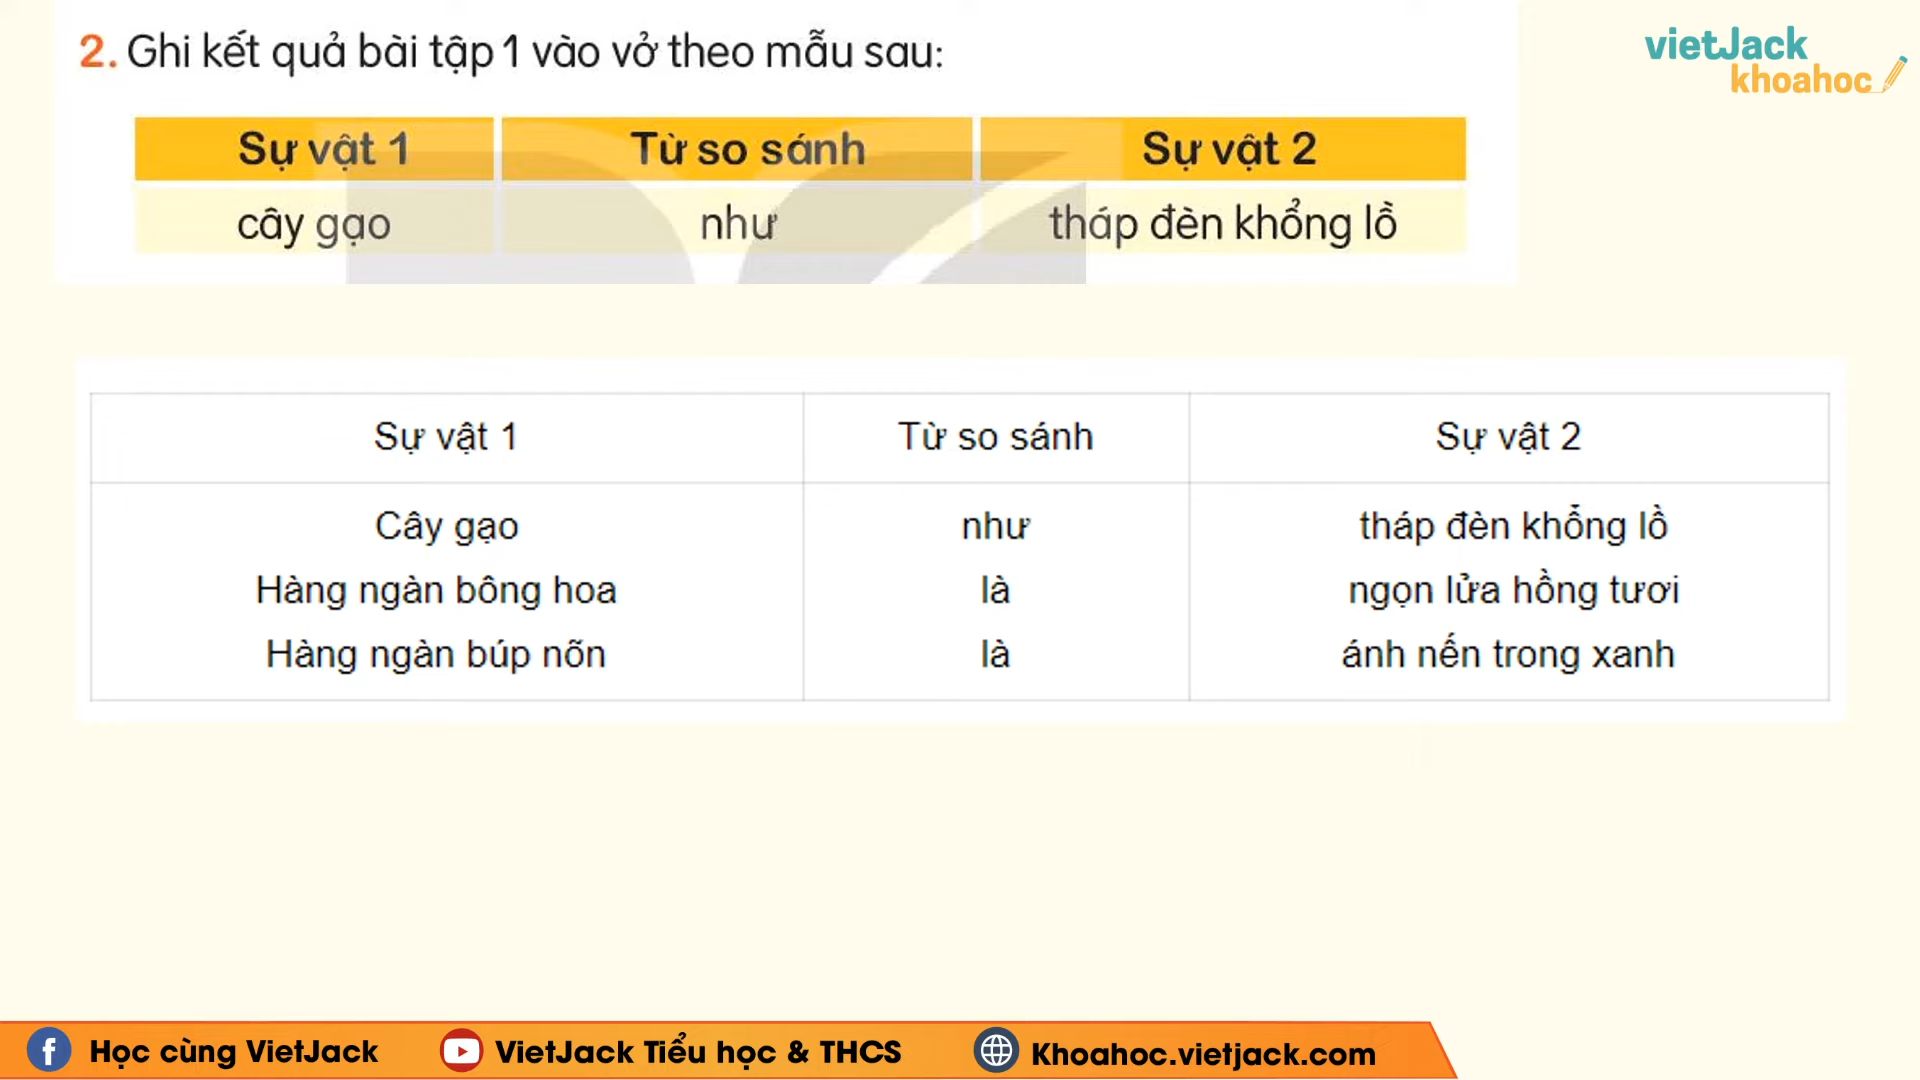 2. Ghi kết quả bài tập 1 vào vở theo mẫu sau:
vietJack
khoahoc
Sự vật 1 Từ so sánh Sự vật 2
cây gạo như tháp đèn khổng lồ
Sự vật 1 Từ so sánh Sự vật 2
Cây gạo như tháp đèn khổng lồ
Hàng ngàn bông hoa là ngọn lửa hồng tươi
Hàng ngàn búp nõn là ánh nến trong xanh
Học cùng VietJack VietJack Tiểu học & THCS Khoahoc.vietjack.com